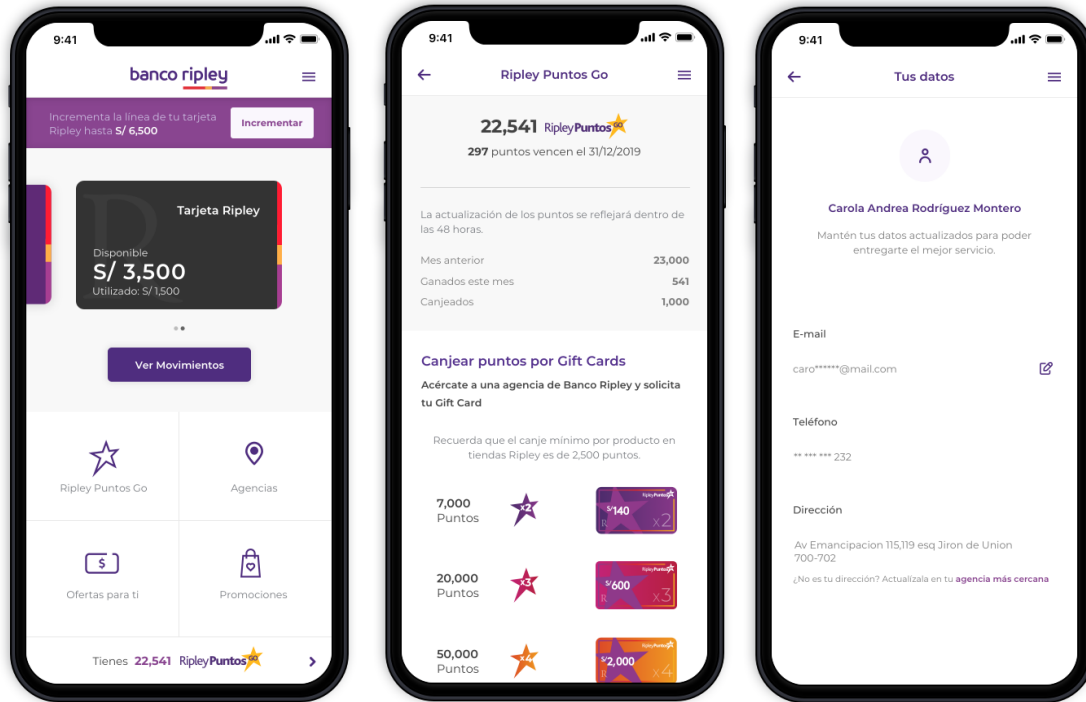 9:41
banco ripley
Incrementa la línea de tu tarjeta
Ripley hasta S/ 6,500
Incrementar
Tarjeta Ripley
R
Disponible
S/ 3,500
Utilizado: S/ 1,500
Ver Movimientos
Ripley Puntos Go
Agencias
Ofertas para ti
$
Promociones
Tienes 22,541 RipleyPuntos GO
9:41
Ripley Puntos Go
22,541 RipleyPuntos GO
297 puntos vencen el 31/12/2019
La actualización de los puntos se reflejará dentro de
las 48 horas.
Mes anterior 23,000
Ganados este mes 541
Canjeados 1,000
Canjear puntos por Gift Cards
Acércate a una agencia de Banco Ripley y solicita
tu Gift Card
Recuerda que el canje mínimo por producto en
tiendas Ripley es de 2,500 puntos.
7,000
Puntos
x2
RipleyPuntos
S/140
R
x2
20,000
Puntos
x3
RipleyPuntos
S/600
R
x3
50,000
Puntos
x4
RipleyPuntos
S/2,000
R
x4
9:41
Tus datos
Carola Andrea Rodríguez Montero
Mantén tus datos actualizados para poder
entregarte el mejor servicio.
E-mail
caro******@mail.com
Teléfono
** *** *** 232
Dirección
Av Emancipacion 115,119 esq Jiron de Union
700-702
¿No es tu dirección? Actualízala en tu agencia más cercana